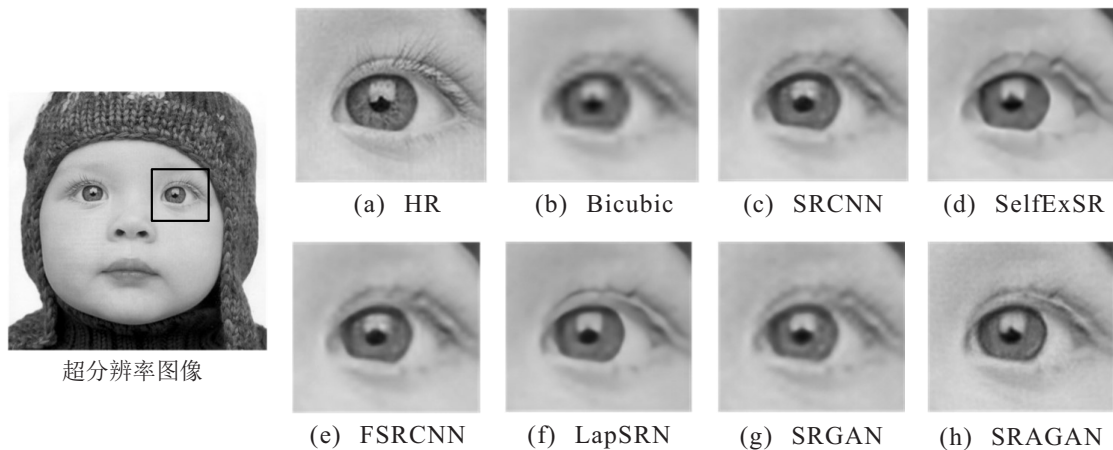 (a) HR
(b) Bicubic
(c) SRCNN
(d) SelfExSR
超分辨率图像
(e) FSRCNN
(f) LapSRN
(g) SRGAN
(h) SRAGAN